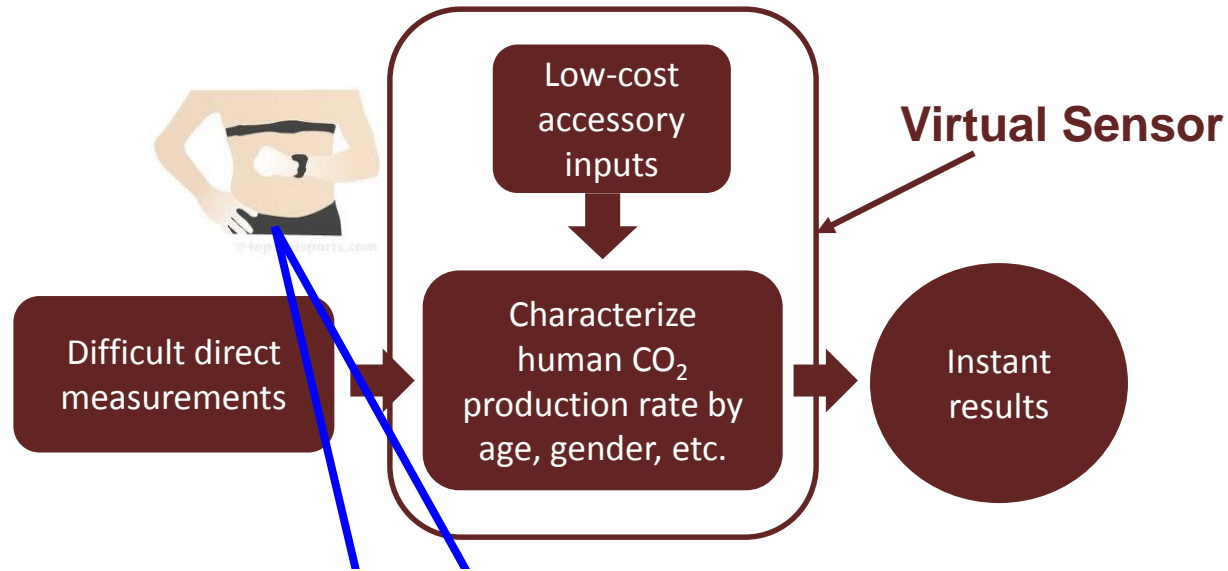 Low-cost
accessory
inputs
Virtual Sensor
Difficult direct
measurements
Characterize
human CO₂
production rate by
age, gender, etc.
Instant
results